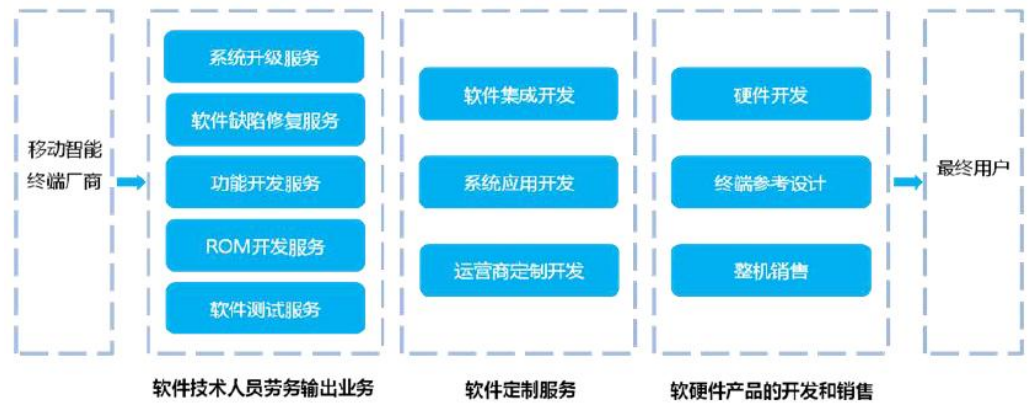 移动智能
终端厂商
系统升级服务
软件缺陷修复服务
功能开发服务
ROM开发服务
软件测试服务
软件技术人员劳务输出业务
软件集成开发
系统应用开发
运营商定制开发
软件定制服务
硬件开发
终端参考设计
整机销售
软硬件产品的开发和销售
最终用户